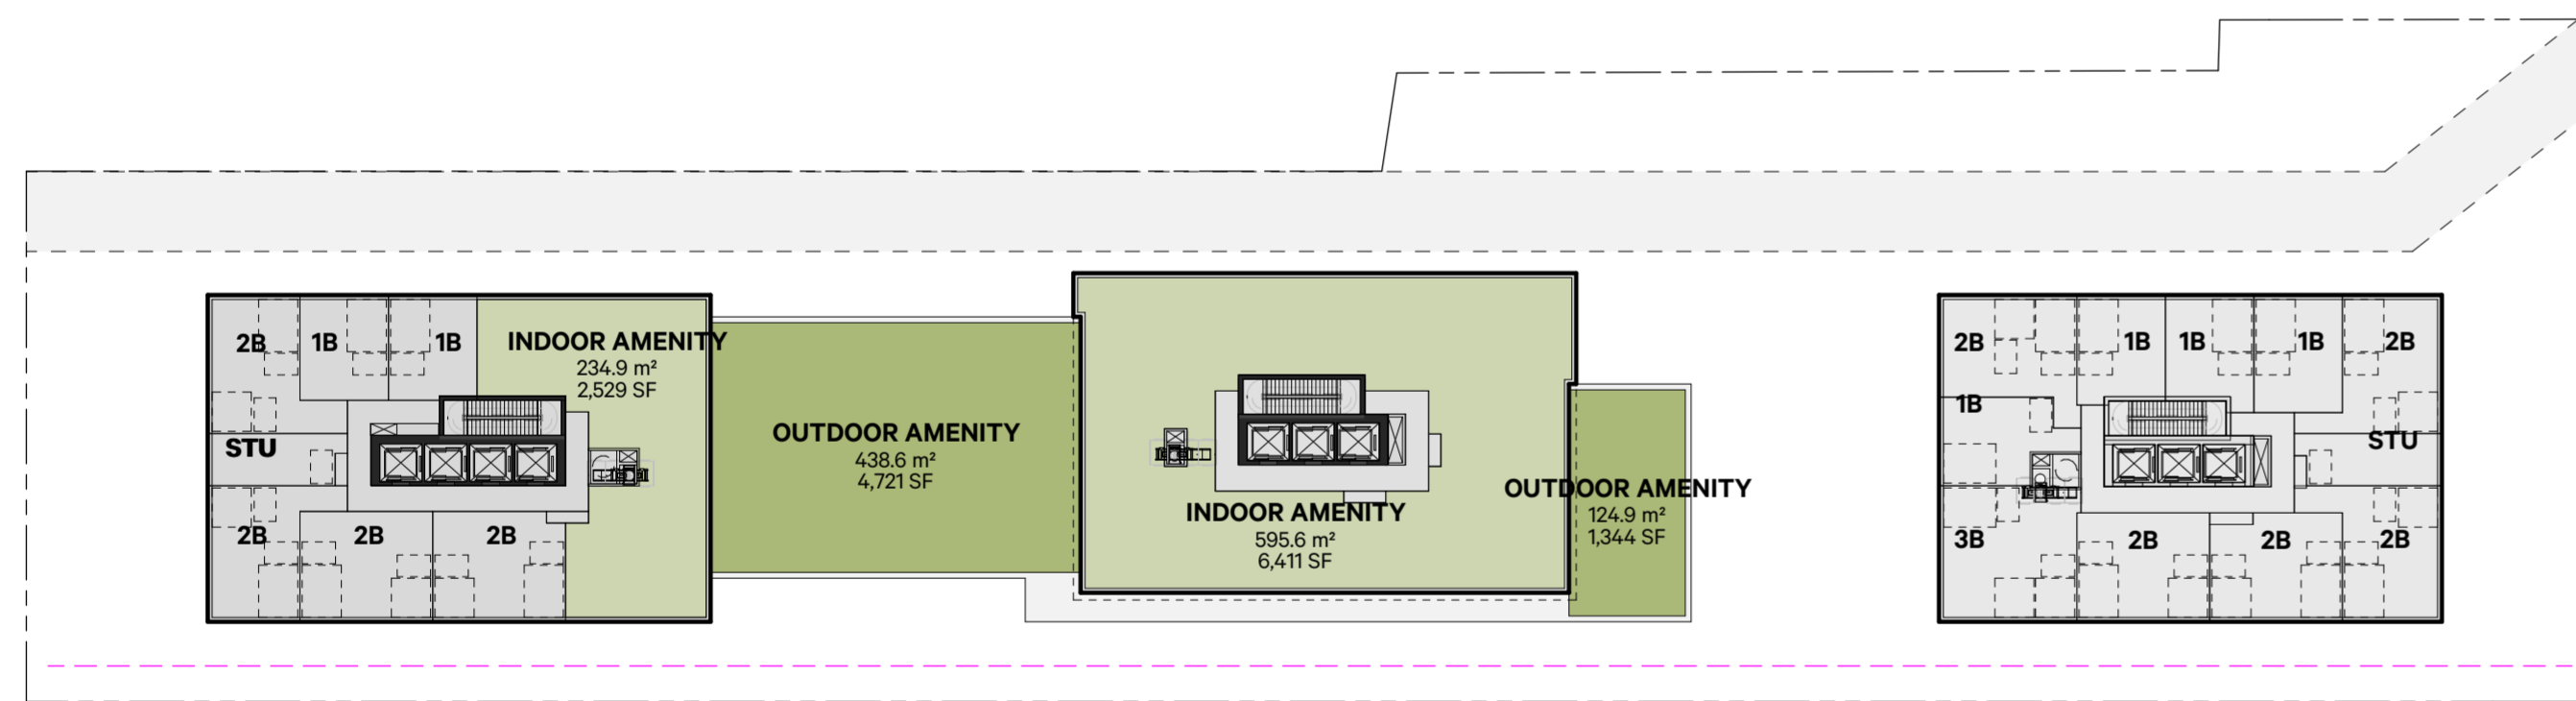 2B 1B 1B
INDOOR AMENITY
234.9 m²
2,529 SF
STU
2B 2B 2B
OUTDOOR AMENITY
438.6 m²
4,721 SF
INDOOR AMENITY
595.6 m²
6,411 SF
OUTDOOR AMENITY
124.9 m²
1,344 SF
2B 1B 1B 1B 2B
1B
STU
3B 2B 2B 2B